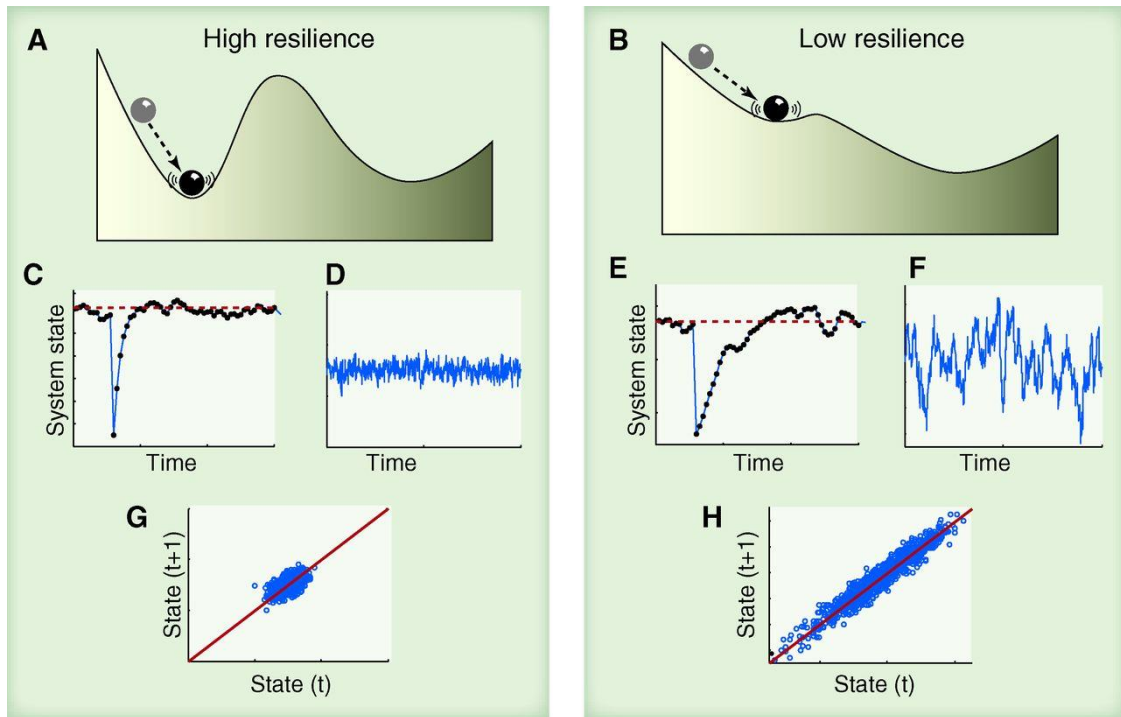 A
High resilience
B
Low resilience
C
System state
Time
D
Time
E
System state
Time
F
Time
G
State (t+1)
State (t)
H
State (t+1)
State (t)